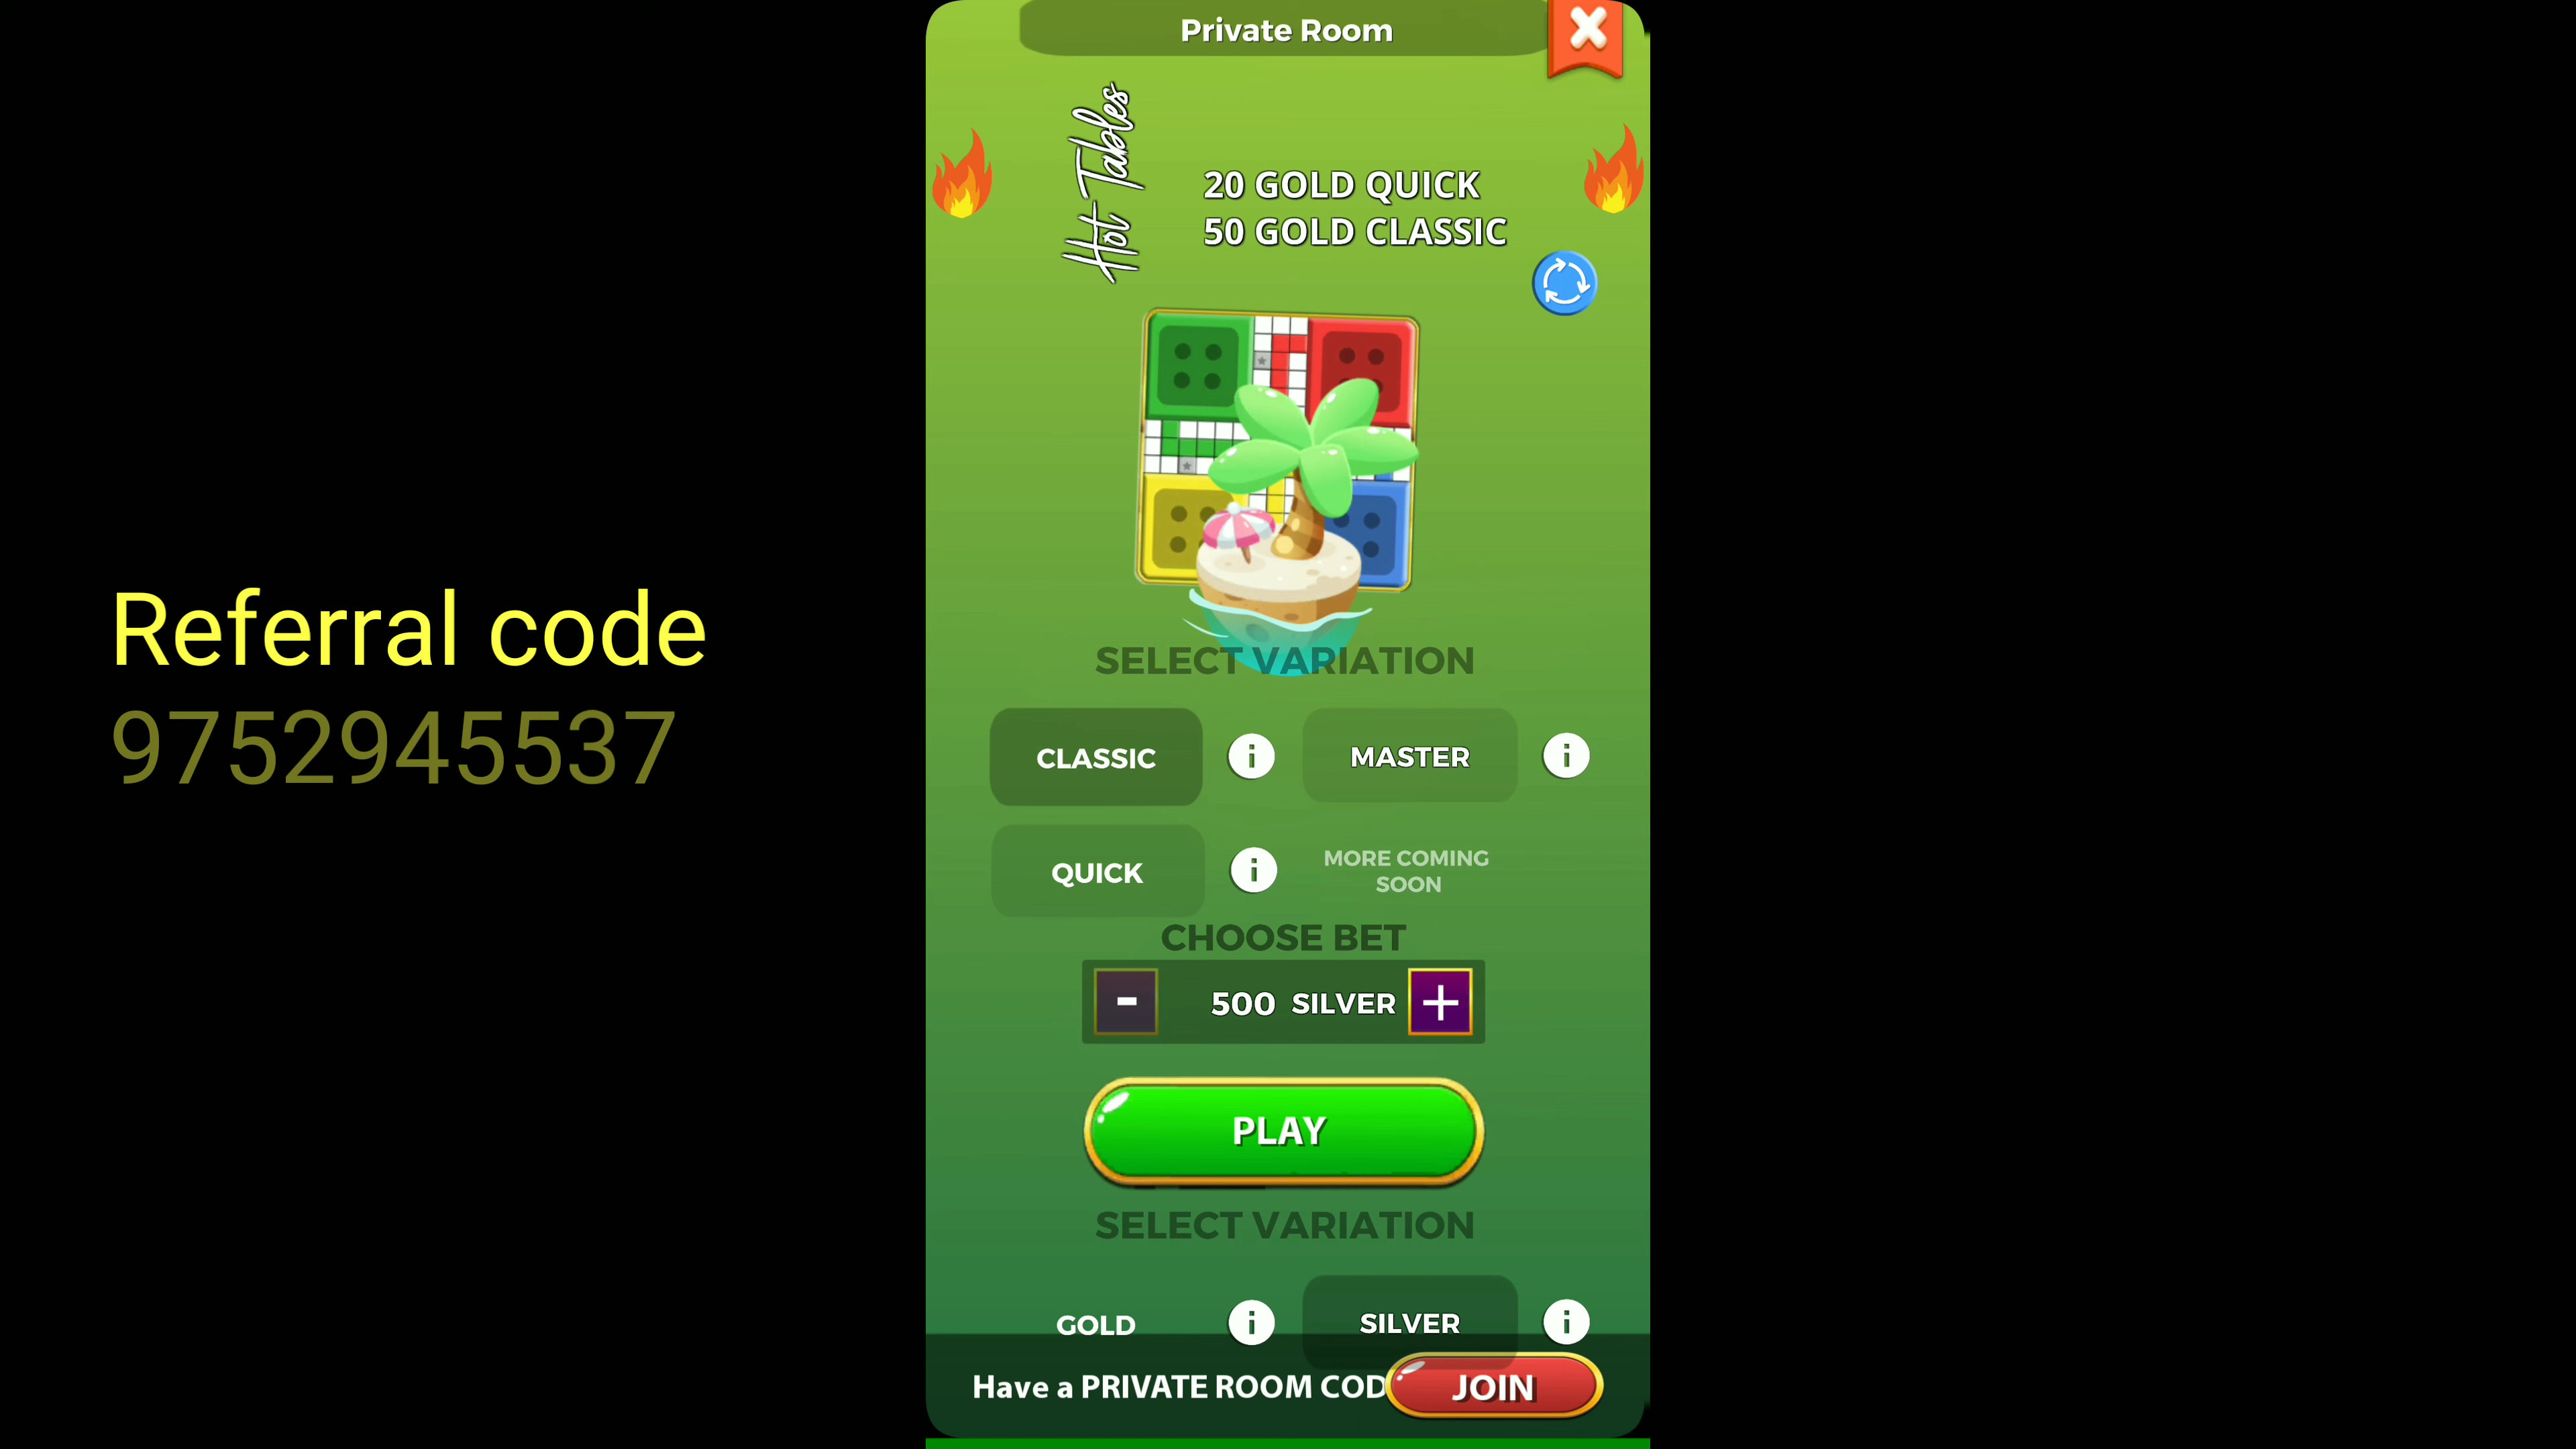 Private Room
Hot Tables
20 GOLD QUICK
50 GOLD CLASSIC
Referral code
9752945537
SELECT VARIATION
CLASSIC
i
MASTER
i
QUICK
i
MORE COMING
SOON
CHOOSE BET
- 500 SILVER +
PLAY
SELECT VARIATION
GOLD
i
SILVER
i
Have a PRIVATE ROOM COD
JOIN